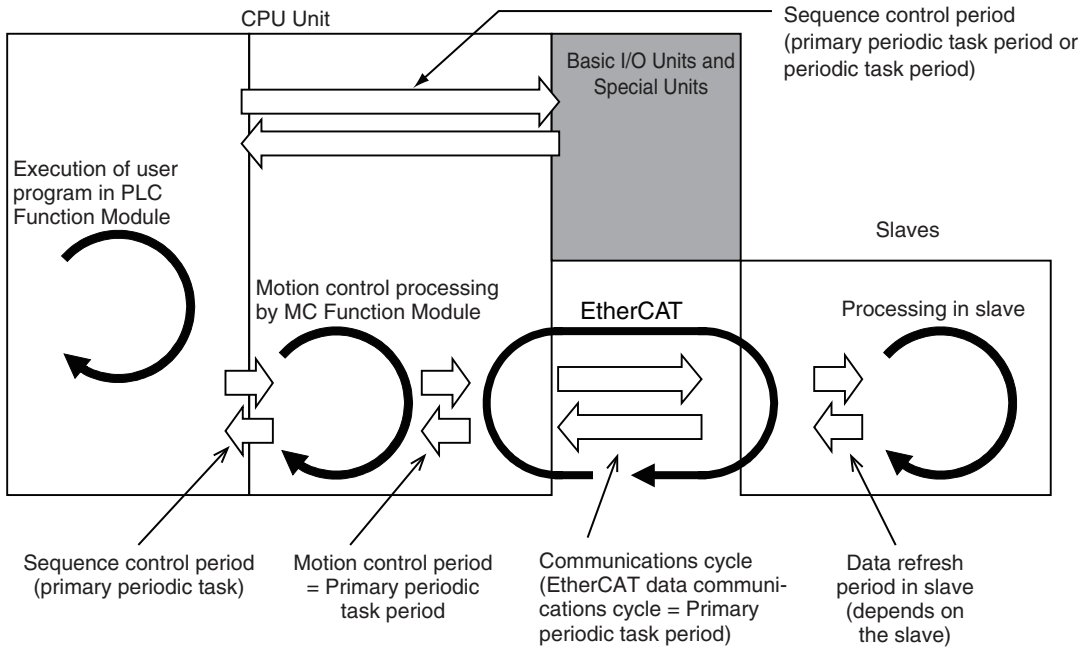 CPU Unit
Sequence control period
(primary periodic task period or
periodic task period)
Basic I/O Units and
Special Units
Execution of user
program in PLC
Function Module
Slaves
Motion control processing
by MC Function Module
EtherCAT
Processing in slave
Sequence control period
(primary periodic task)
Motion control period
= Primary periodic
task period
Communications cycle
(EtherCAT data communi-
cations cycle = Primary
periodic task period)
Data refresh
period in slave
(depends on
the slave)